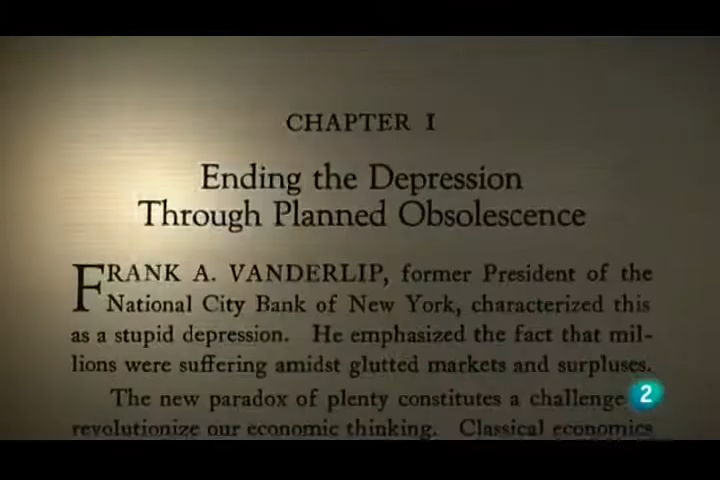 CHAPTER I
Ending the Depression
Through Planned Obsolescence
FRANK A. VANDERLIP, former President of the
National City Bank of New York, characterized this
as a stupid depression. He emphasized the fact that mil-
lions were suffering amidst glutted markets and surpluses.
The new paradox of plenty constitutes a challenge
2
revolutionize our economic thinking. Classical economics